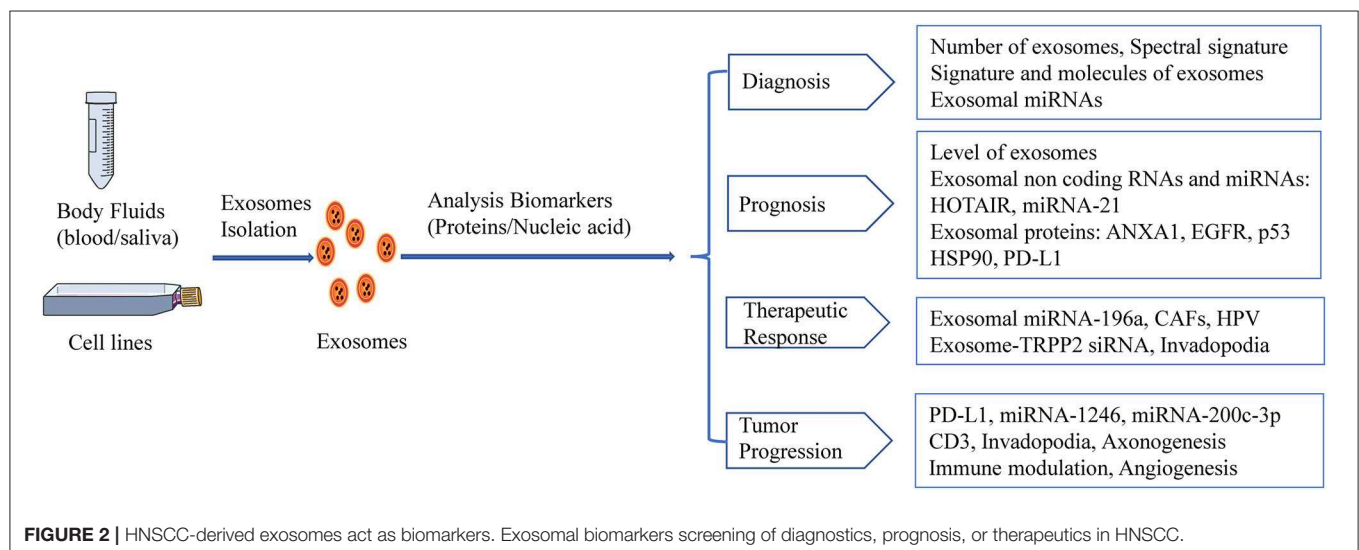 Body Fluids
(blood/saliva)
Cell lines
Exosomes
Isolation
Exosomes
Analysis Biomarkers
(Proteins/Nucleic acid)
Diagnosis
Number of exosomes, Spectral signature
Signature and molecules of exosomes
Exosomal miRNAs
Prognosis
Level of exosomes
Exosomal non coding RNAs and miRNAs:
HOTAIR, miRNA-21
Exosomal proteins: ANXA1, EGFR, p53
HSP90, PD-L1
Therapeutic
Response
Exosomal miRNA-196a, CAFs, HPV
Exosome-TRPP2 siRNA, Invadopodia
Tumor
Progression
PD-L1, miRNA-1246, miRNA-200c-3p
CD3, Invadopodia, Axonogenesis
Immune modulation, Angiogenesis
FIGURE 2 | HNSCC-derived exosomes act as biomarkers. Exosomal biomarkers screening of diagnostics, prognosis, or therapeutics in HNSCC.